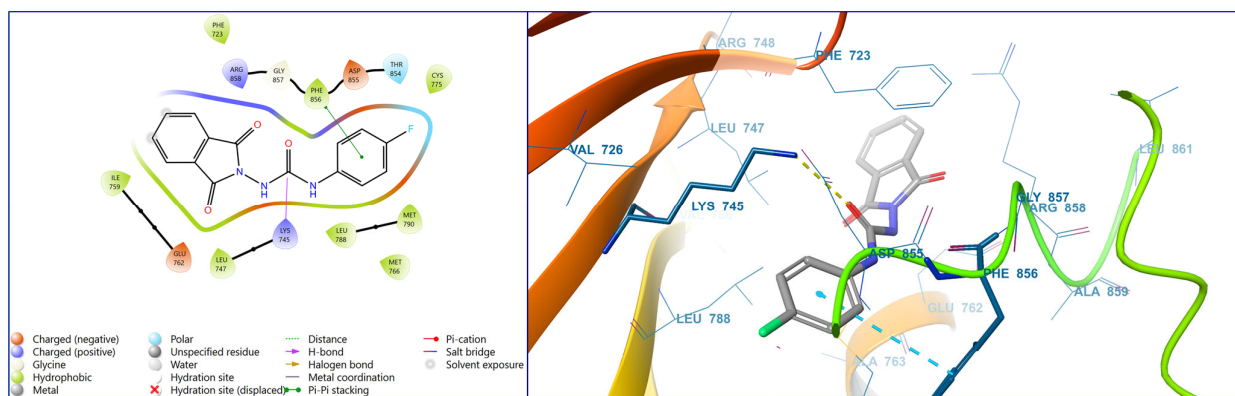 PHE
723
ARG
858
GLY
857
PHE
856
ASP
855
THR
854
CYS
775
O
O
N
NH
O
N
H
F
ILE
759
GLU
762
LEU
747
LYS
745
LEU
788
MET
790
MET
766
Charged (negative)
Charged (positive)
Glycine
Hydrophobic
Metal
Polar
Unspecified residue
Water
Hydration site
Hydration site (displaced)
Distance
H-bond
Halogen bond
Metal coordination
Pi-Pi stacking
Pi-cation
Salt bridge
Solvent exposure
ARG 748
PHE 723
LEU 747
VAL 726
LEU 861
LYS 745
GLY 857
ARG 858
ASP 855
PHE 856
ALA 859
GLU 762
LEU 788
ALA 763